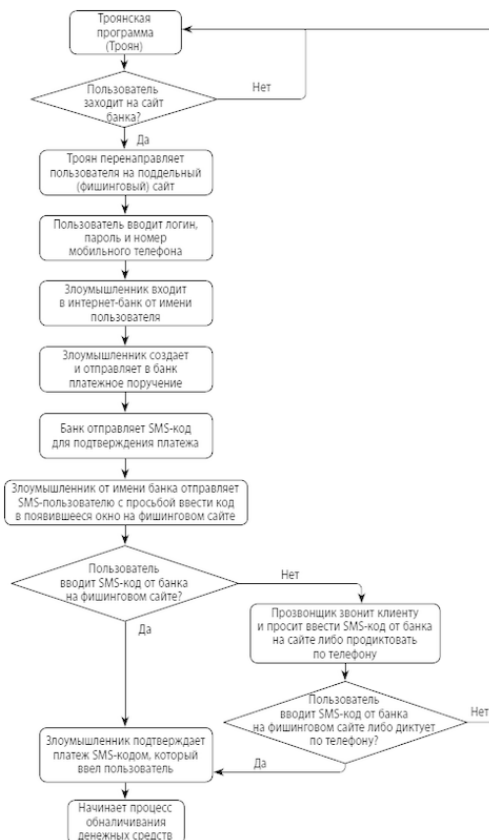 Троянская
программа
(Троян)
Пользователь
заходит на сайт
банка?
Нет
Да
Троян перенаправляет
пользователя на поддельный
(фишинговый) сайт
Пользователь вводит логин,
пароль и номер
мобильного телефона
Злоумышленник входит
в интернет-банк от имени
пользователя
Злоумышленник создает
и отправляет в банк
платежное поручение
Банк отправляет SMS-код
для подтверждения платежа
Злоумышленник от имени банка отправляет
SMS-пользователю с просьбой ввести код
в появившееся окно на фишинговом сайте
Пользователь
вводит SMS-код от банка
на фишинговом сайте?
Нет
Да
Прозвонщик звонит клиенту
и просит ввести SMS-код от банка
на сайте либо продиктовать
по телефону
Пользователь
вводит SMS-код от банка
на фишинговом сайте либо диктует
по телефону?
Нет
Да
Злоумышленник подтверждает
платеж SMS-кодом, который
ввел пользователь
Начинает процесс
обналичивания
денежных средств